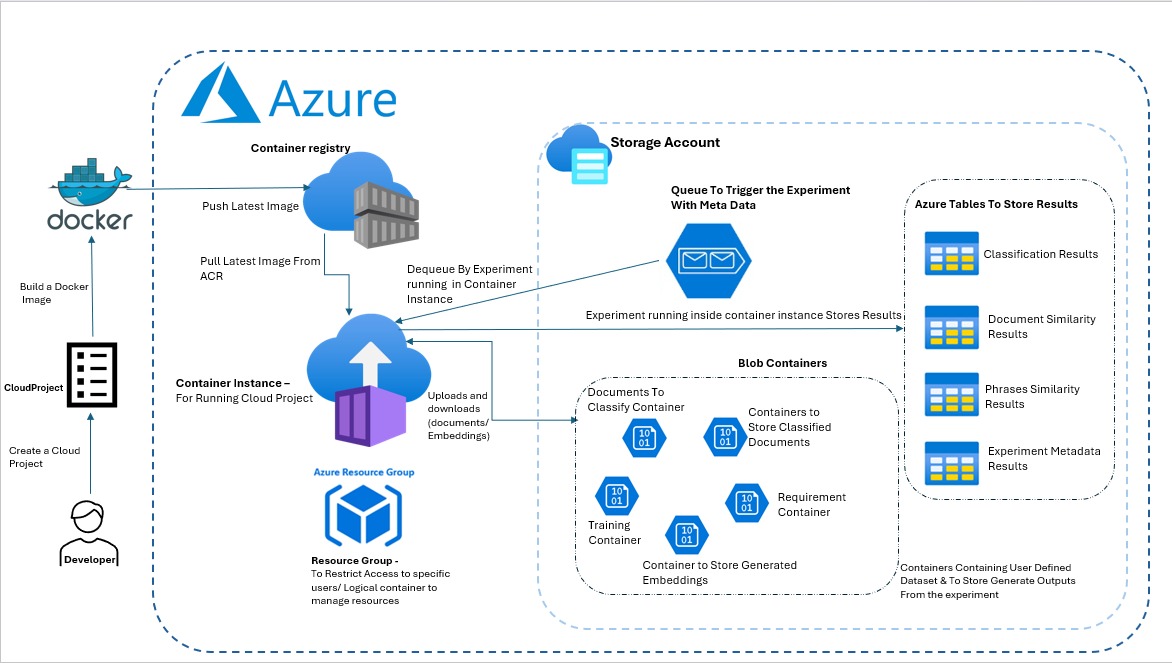 Azure
Container registry
docker
Push Latest Image
Pull Latest Image From
ACR
Build a Docker
Image
CloudProject
Create a Cloud
Project
Developer
Container Instance –
For Running Cloud Project
Azure Resource Group
Resource Group -
To Restrict Access to specific
users/ Logical container to
manage resources
Dequeue By Experiment
running in Container
Instance
Uploads and
downloads
(documents/
Embeddings)
Storage Account
Queue To Trigger the Experiment
With Meta Data
Experiment running inside container instance Stores Results
Blob Containers
Documents To
Classify Container
10
01
Containers to
Store Classified
Documents
10
01
Training
Container
10
01
Requirement
Container
10
01
Container to Store Generated
Embeddings
10
01
Azure Tables To Store Results
Classification Results
Document Similarity
Results
Phrases Similarity
Results
Experiment Metadata
Results
Containers Containing User Defined
Dataset & To Store Generate Outputs
From the experiment